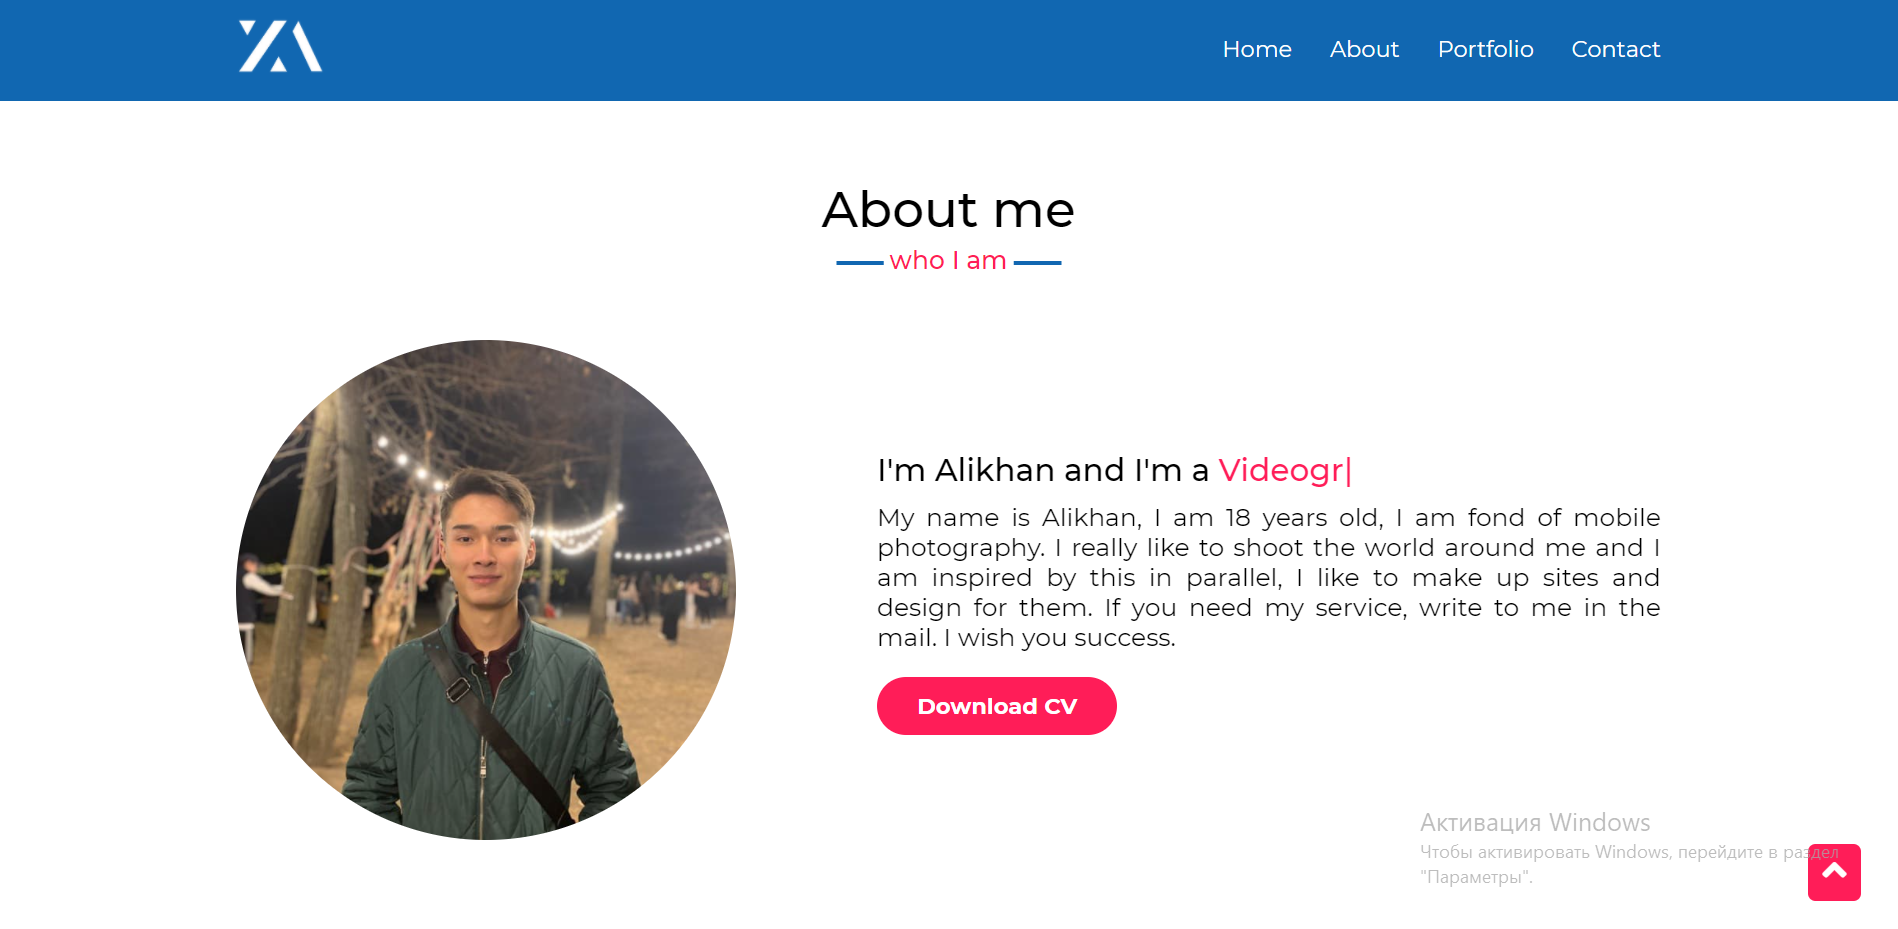 Home About Portfolio Contact
About me
who I am
I'm Alikhan and I'm a Videogr|
My name is Alikhan, I am 18 years old, I am fond of mobile
photography. I really like to shoot the world around me and I
am inspired by this in parallel, I like to make up sites and
design for them. If you need my service, write to me in the
mail. I wish you success.
Download CV
Активация Windows
Чтобы активировать Windows, перейдите в раздел
"Параметры".